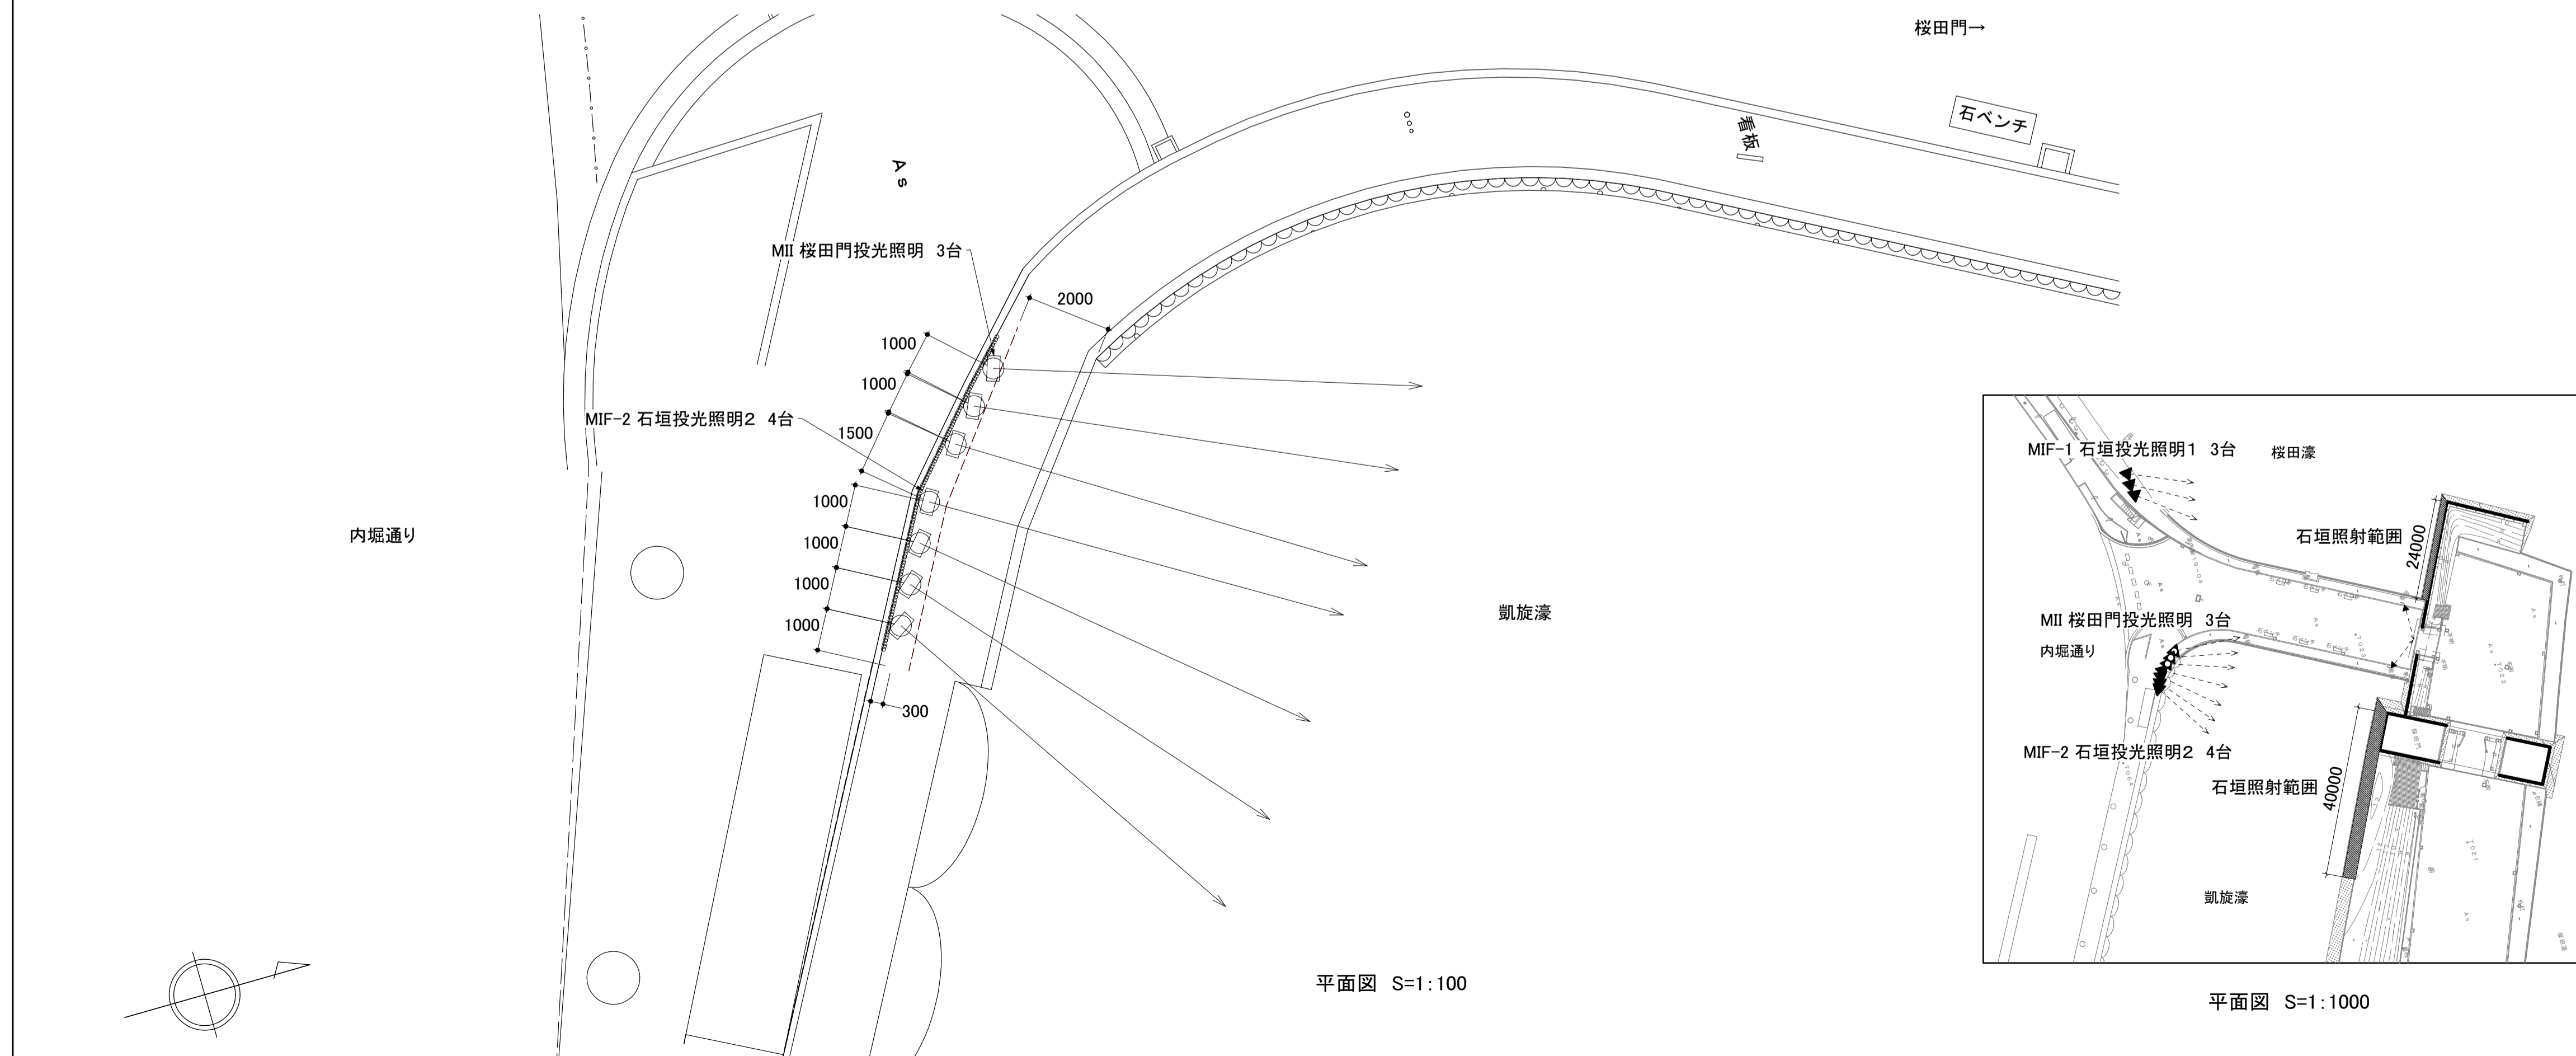 桜田門→
石ベンチ
看板
As
MII 桜田門投光照明 3台
2000
1000
1000
MIF-2 石垣投光照明2 4台
1500
1000
1000
1000
1000
300
内堀通り
凱旋濠
平面図 S=1:100
MIF-1 石垣投光照明1 3台
桜田濠
石垣照射範囲
24000
MII 桜田門投光照明 3台
内堀通り
MIF-2 石垣投光照明2 4台
石垣照射範囲
40000
凱旋濠
平面図 S=1:1000